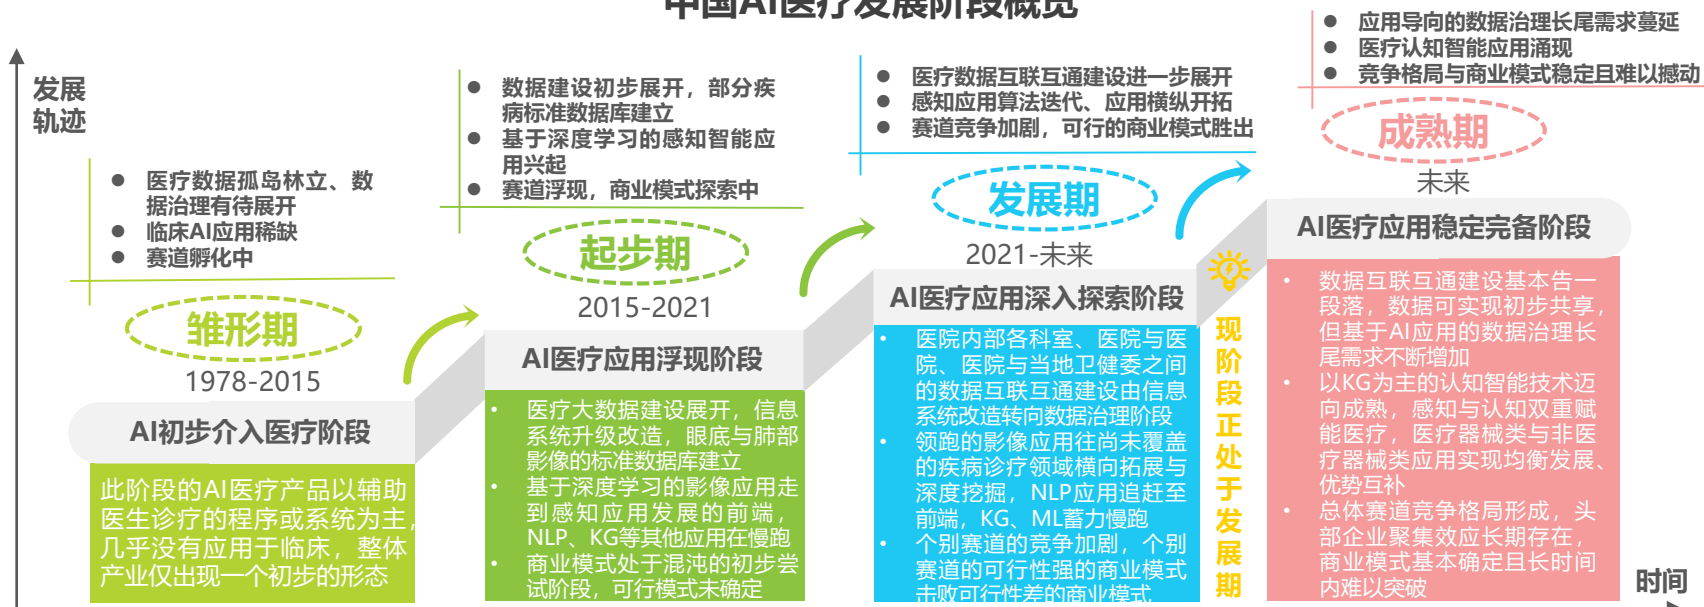 中国AI医疗发展阶段概览
发展
轨迹
医疗数据孤岛林立、数
据治理有待展开
临床AI应用稀缺
赛道孵化中
雏形期
1978-2015
AI初步介入医疗阶段
此阶段的AI医疗产品以辅助
医生诊疗的程序或系统为主,
几乎没有应用于临床，整体
产业仅出现一个初步的形态
数据建设初步展开，部分疾
病标准数据库建立
基于深度学习的感知智能应
用兴起
赛道浮现，商业模式探索中
起步期
2015-2021
AI医疗应用浮现阶段
医疗大数据建设展开，信息
系统升级改造，眼底与肺部
影像的标准数据库建立
基于深度学习的影像应用走
到感知应用发展的前端，
NLP、KG等其他应用在慢跑
商业模式处于混沌的初步尝
试阶段，可行模式未确定
医疗数据互联互通建设进一步展开
感知应用算法迭代、应用横纵开拓
赛道竞争加剧，可行的商业模式胜出
发展期
2021-未来
AI医疗应用深入探索阶段
医院内部各科室、医院与医
院、医院与当地卫健委之间
的数据互联互通建设由信息
系统改造转向数据治理阶段
领跑的影像应用往尚未覆盖
的疾病诊疗领域横向拓展与
深度挖掘，NLP应用追赶至
前端，KG、ML蓄力慢跑
个别赛道的竞争加剧，个别
赛道的可行性强的商业模式
击败可行性差的商业模式
现阶段正处于发展期
应用导向的数据治理长尾需求蔓延
医疗认知智能应用涌现
竞争格局与商业模式稳定且难以撼动
成熟期
未来
AI医疗应用稳定完备阶段
数据互联互通建设基本告一
段落，数据可实现初步共享，
但基于AI应用的数据治理长
尾需求不断增加
以KG为主的认知智能技术迈
向成熟，感知与认知双重赋
能医疗，医疗器械类与非医
疗器械类应用实现均衡发展、
优势互补
总体赛道竞争格局形成，头
部企业聚集效应长期存在，
商业模式基本确定且长时间
内难以突破
时间